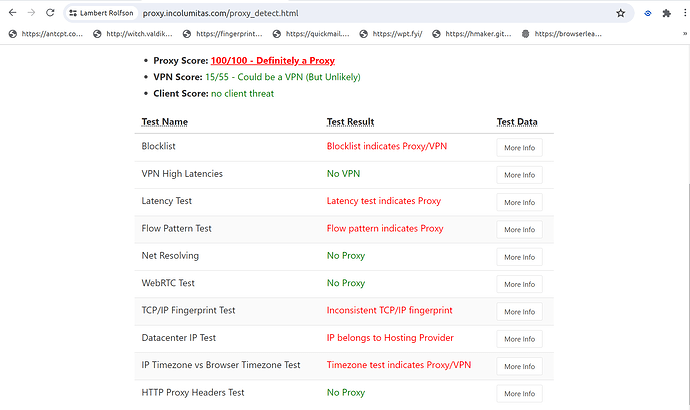 Lambert Rolfson proxy.incolumitas.com/proxy_detect.html
https://antcpt.co... http://witch.valdik... https://fingerprint... https://quickmail.... https://wpt.fyi/ https://hmaker.git... https://browserlea...
Proxy Score: 100/100 - Definitely a Proxy
VPN Score: 15/55 - Could be a VPN (But Unlikely)
Client Score: no client threat
Test Name Test Result Test Data
Blocklist Blocklist indicates Proxy/VPN More Info
VPN High Latencies No VPN More Info
Latency Test Latency test indicates Proxy More Info
Flow Pattern Test Flow pattern indicates Proxy More Info
Net Resolving No Proxy More Info
WebRTC Test No Proxy More Info
TCP/IP Fingerprint Test Inconsistent TCP/IP fingerprint More Info
Datacenter IP Test IP belongs to Hosting Provider More Info
IP Timezone vs Browser Timezone Test Timezone test indicates Proxy/VPN More Info
HTTP Proxy Headers Test No Proxy More Info